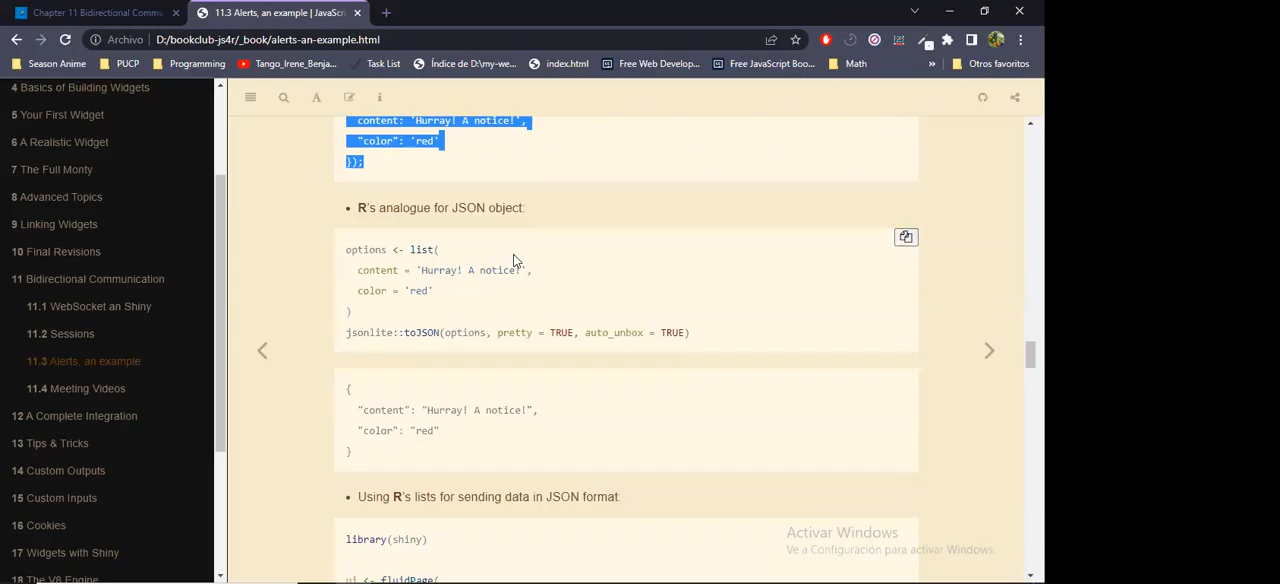 Chapter 11 Bidirectional Commu
11.3 Alerts, an example | JavaScri
Archivo
D:/bookclub-js4r/_book/alerts-an-example.html
Season Anime
PUCP
Programming
Tango_Irene_Benja...
Task List
Índice de D:\my-we...
index.html
Free Web Develop...
Free JavaScript Boo...
Math
»
Otros favoritos
4 Basics of Building Widgets
5 Your First Widget
6 A Realistic Widget
7 The Full Monty
8 Advanced Topics
9 Linking Widgets
10 Final Revisions
11 Bidirectional Communication
11.1 WebSocket an Shiny
11.2 Sessions
11.3 Alerts, an example
11.4 Meeting Videos
12 A Complete Integration
13 Tips & Tricks
14 Custom Outputs
15 Custom Inputs
16 Cookies
17 Widgets with Shiny
18 The V8 Engine
content: 'Hurray! A notice!',
"color": 'red'
});
• R's analogue for JSON object:
options <- list(
content = 'Hurray! A notice!',
color = 'red'
)
jsonlite::toJSON(options, pretty = TRUE, auto_unbox = TRUE)
{
"content": "Hurray! A notice!",
"color": "red"
}
• Using R's lists for sending data in JSON format:
library(shiny)
ui <- fluidPage(
Activar Windows
Ve a Configuración para activar Windows.